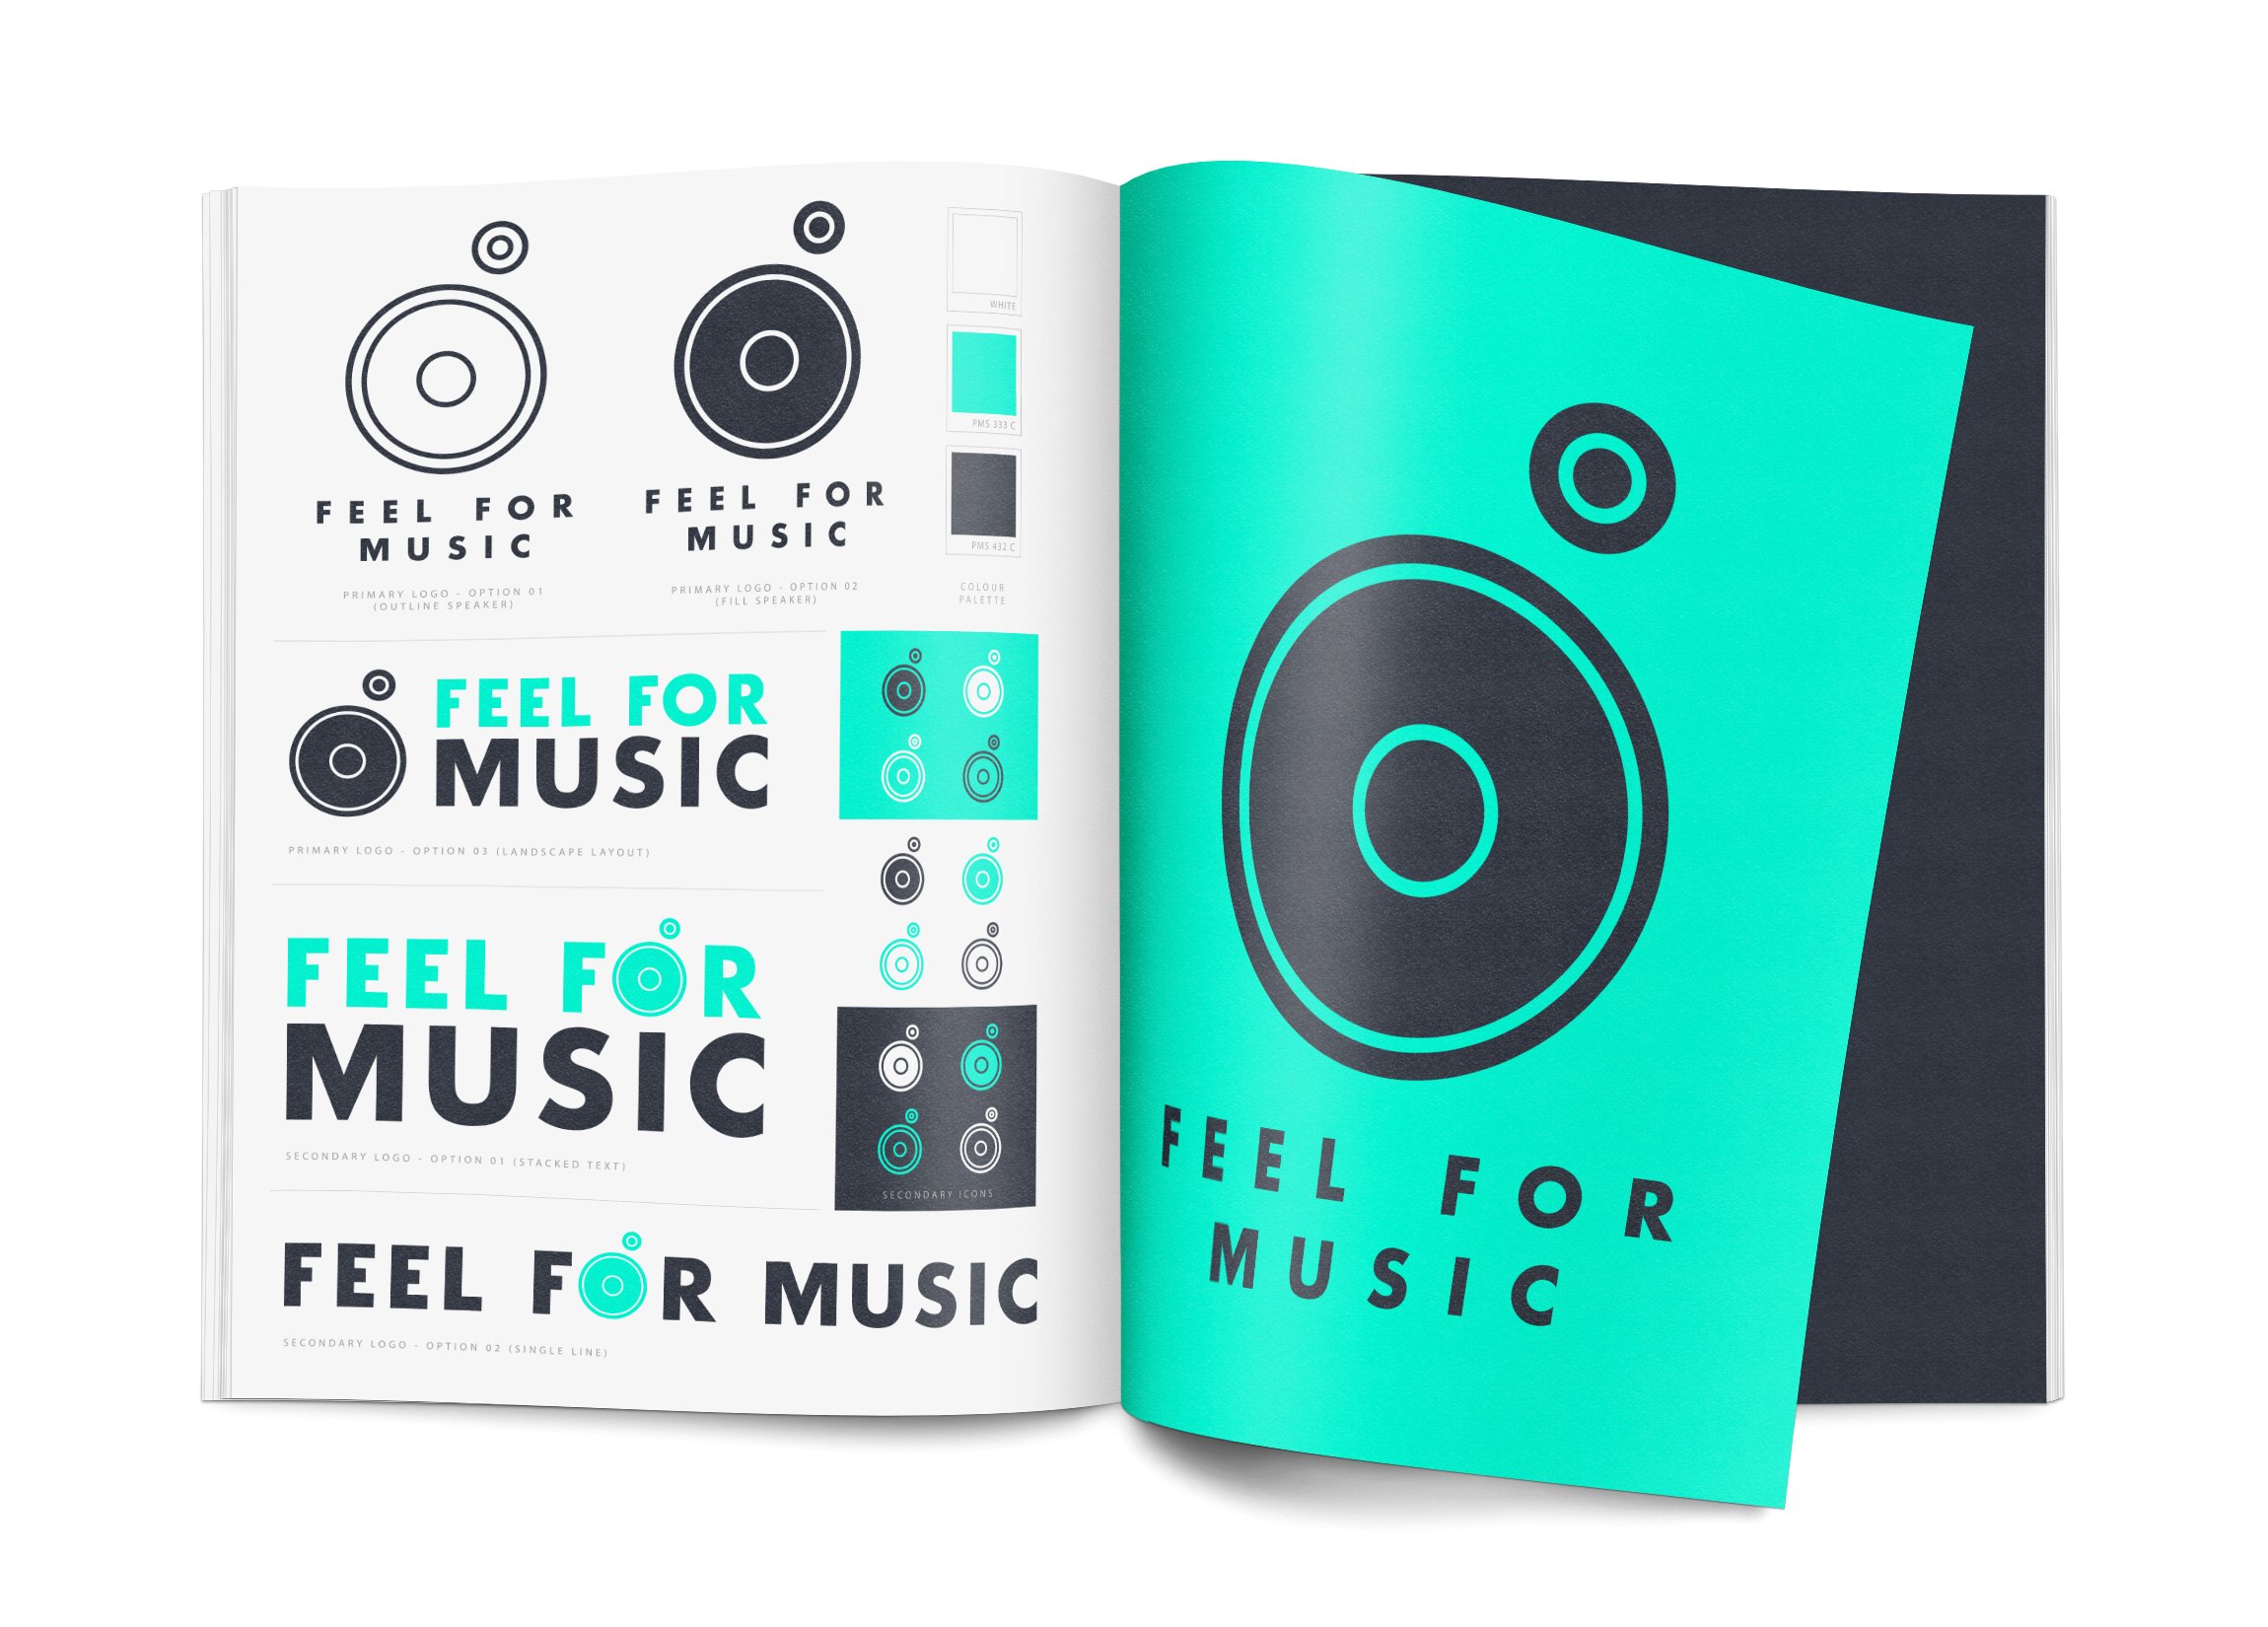 FEEL FOR
MUSIC
PRIMARY LOGO - OPTION 01
(OUTLINE SPEAKER)
FEEL FOR
MUSIC
PRIMARY LOGO - OPTION 02
(FILL SPEAKER)
WHITE
PMS 333 C
PMS 432 C
COLOUR
PALETTE
FEEL FOR
MUSIC
PRIMARY LOGO - OPTION 03 (LANDSCAPE LAYOUT)
FEEL FOR
MUSIC
SECONDARY LOGO - OPTION 01 (STACKED TEXT)
SECONDARY ICONS
FEEL FOR MUSIC
SECONDARY LOGO - OPTION 02 (SINGLE LINE)
FEEL FOR
MUSIC